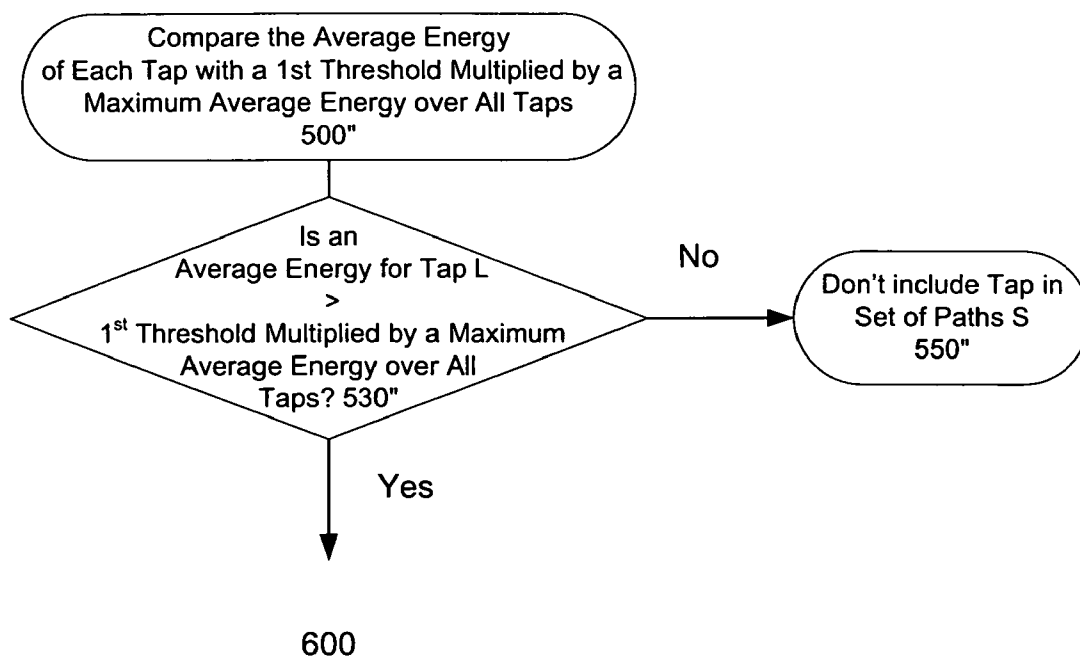 Compare the Average Energy
of Each Tap with a 1st Threshold Multiplied by a
Maximum Average Energy over All Taps
500"
Is an
Average Energy for Tap L
>
1st Threshold Multiplied by a Maximum
Average Energy over All
Taps? 530"
No
Don't include Tap in
Set of Paths S
550"
Yes
600